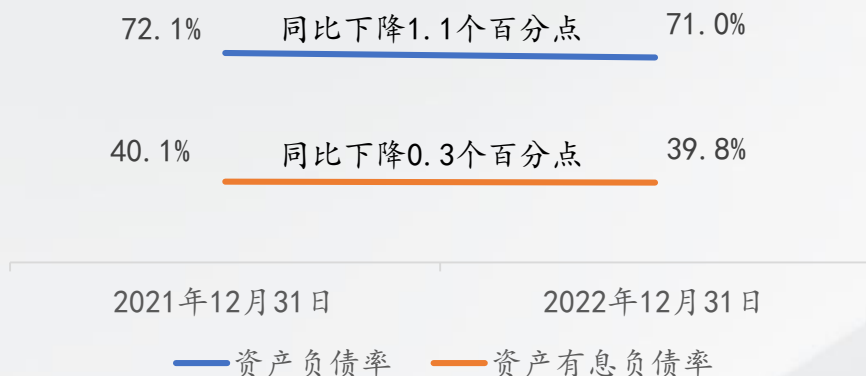 72.1% 同比下降1.1个百分点 71.0%
40.1% 同比下降0.3个百分点 39.8%
2021年12月31日 2022年12月31日
资产负债率 资产有息负债率